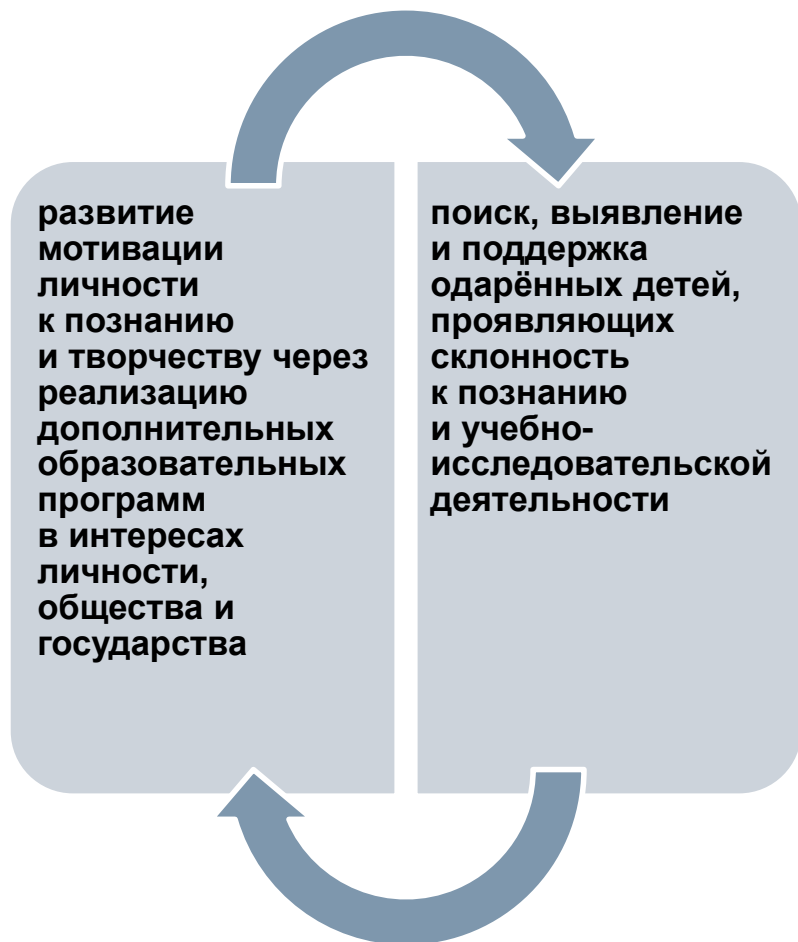 развитие
мотивации
личности
к познанию
и творчеству через
реализацию
дополнительных
образовательных
программ
в интересах
личности,
общества и
государства
поиск, выявление
и поддержка
одарённых детей,
проявляющих
склонность
к познанию
и учебно-
исследовательской
деятельности